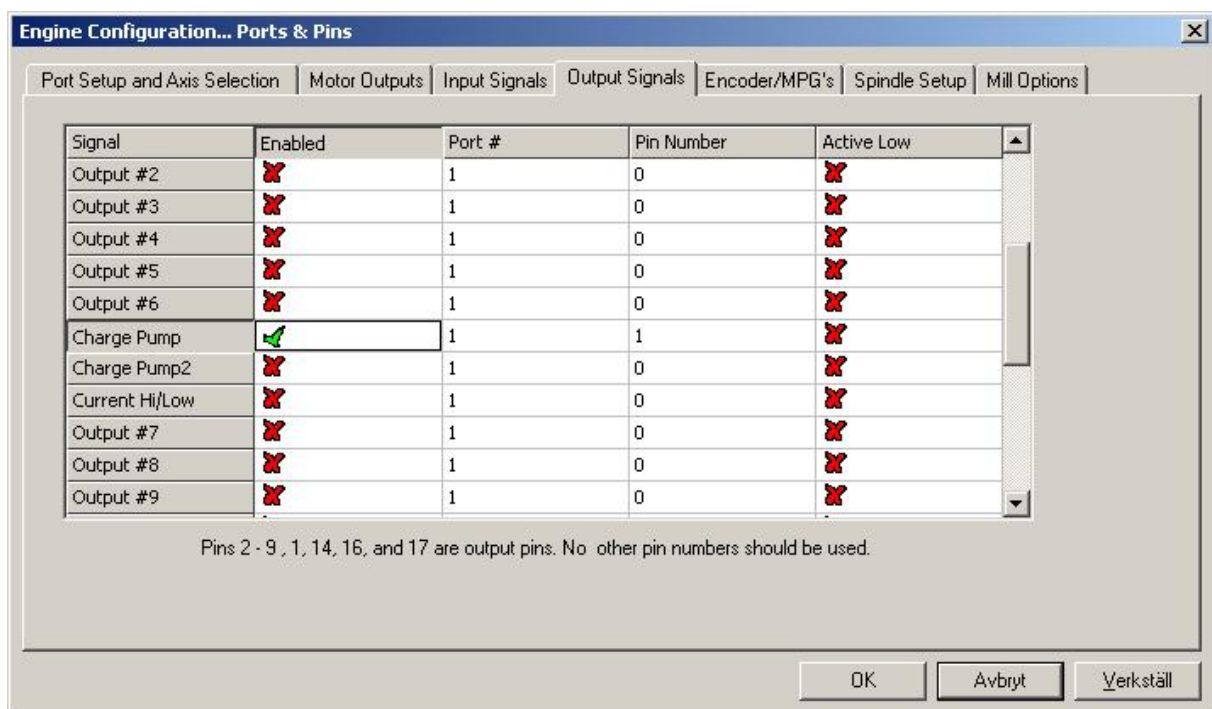 Engine Configuration... Ports & Pins
Port Setup and Axis Selection Motor Outputs Input Signals Output Signals Encoder/MPG's Spindle Setup Mill Options
Signal Enabled Port # Pin Number Active Low
Output #2 1 0
Output #3 1 0
Output #4 1 0
Output #5 1 0
Output #6 1 0
Charge Pump 1 1
Charge Pump2 1 0
Current Hi/Low 1 0
Output #7 1 0
Output #8 1 0
Output #9 1 0
Pins 2 - 9 , 1, 14, 16, and 17 are output pins. No other pin numbers should be used.
OK Avbryt Verkställ